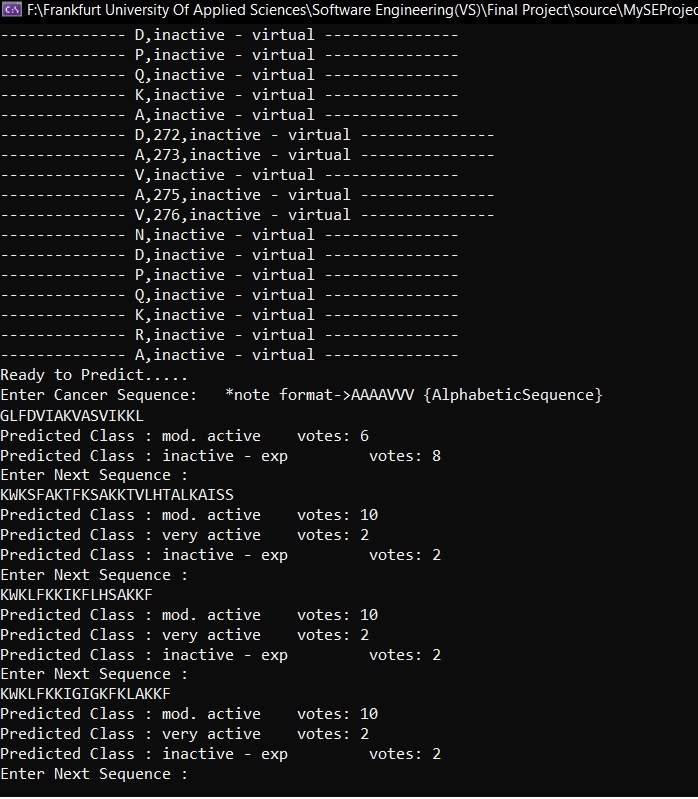 F:\Frankfurt University Of Applied Sciences\Software Engineering(VS)\Final Project\source\MySEProjec
-------------- D,inactive - virtual ---------------
-------------- P,inactive - virtual ---------------
-------------- Q,inactive - virtual ---------------
-------------- K,inactive - virtual ---------------
-------------- A,inactive - virtual ---------------
-------------- D,272,inactive - virtual ---------------
-------------- A,273,inactive - virtual ---------------
-------------- V,inactive - virtual ---------------
-------------- A,275,inactive - virtual ---------------
-------------- V,276,inactive - virtual ---------------
-------------- N,inactive - virtual ---------------
-------------- D,inactive - virtual ---------------
-------------- P,inactive - virtual ---------------
-------------- Q,inactive - virtual ---------------
-------------- K,inactive - virtual ---------------
-------------- R,inactive - virtual ---------------
-------------- A,inactive - virtual ---------------
Ready to Predict.....
Enter Cancer Sequence:   *note format->AAAAVVV {AlphabeticSequence}
GLFDVIAKVASVIKKL
Predicted Class : mod. active    votes: 6
Predicted Class : inactive - exp         votes: 8
Enter Next Sequence :
KWKSFAKTFKSAKKTVLHTALKAISS
Predicted Class : mod. active    votes: 10
Predicted Class : very active    votes: 2
Predicted Class : inactive - exp         votes: 2
Enter Next Sequence :
KWKLFKKIKFLHSAKKF
Predicted Class : mod. active    votes: 10
Predicted Class : very active    votes: 2
Predicted Class : inactive - exp         votes: 2
Enter Next Sequence :
KWKLFKKIGIGKFKLAKKF
Predicted Class : mod. active    votes: 10
Predicted Class : very active    votes: 2
Predicted Class : inactive - exp         votes: 2
Enter Next Sequence :